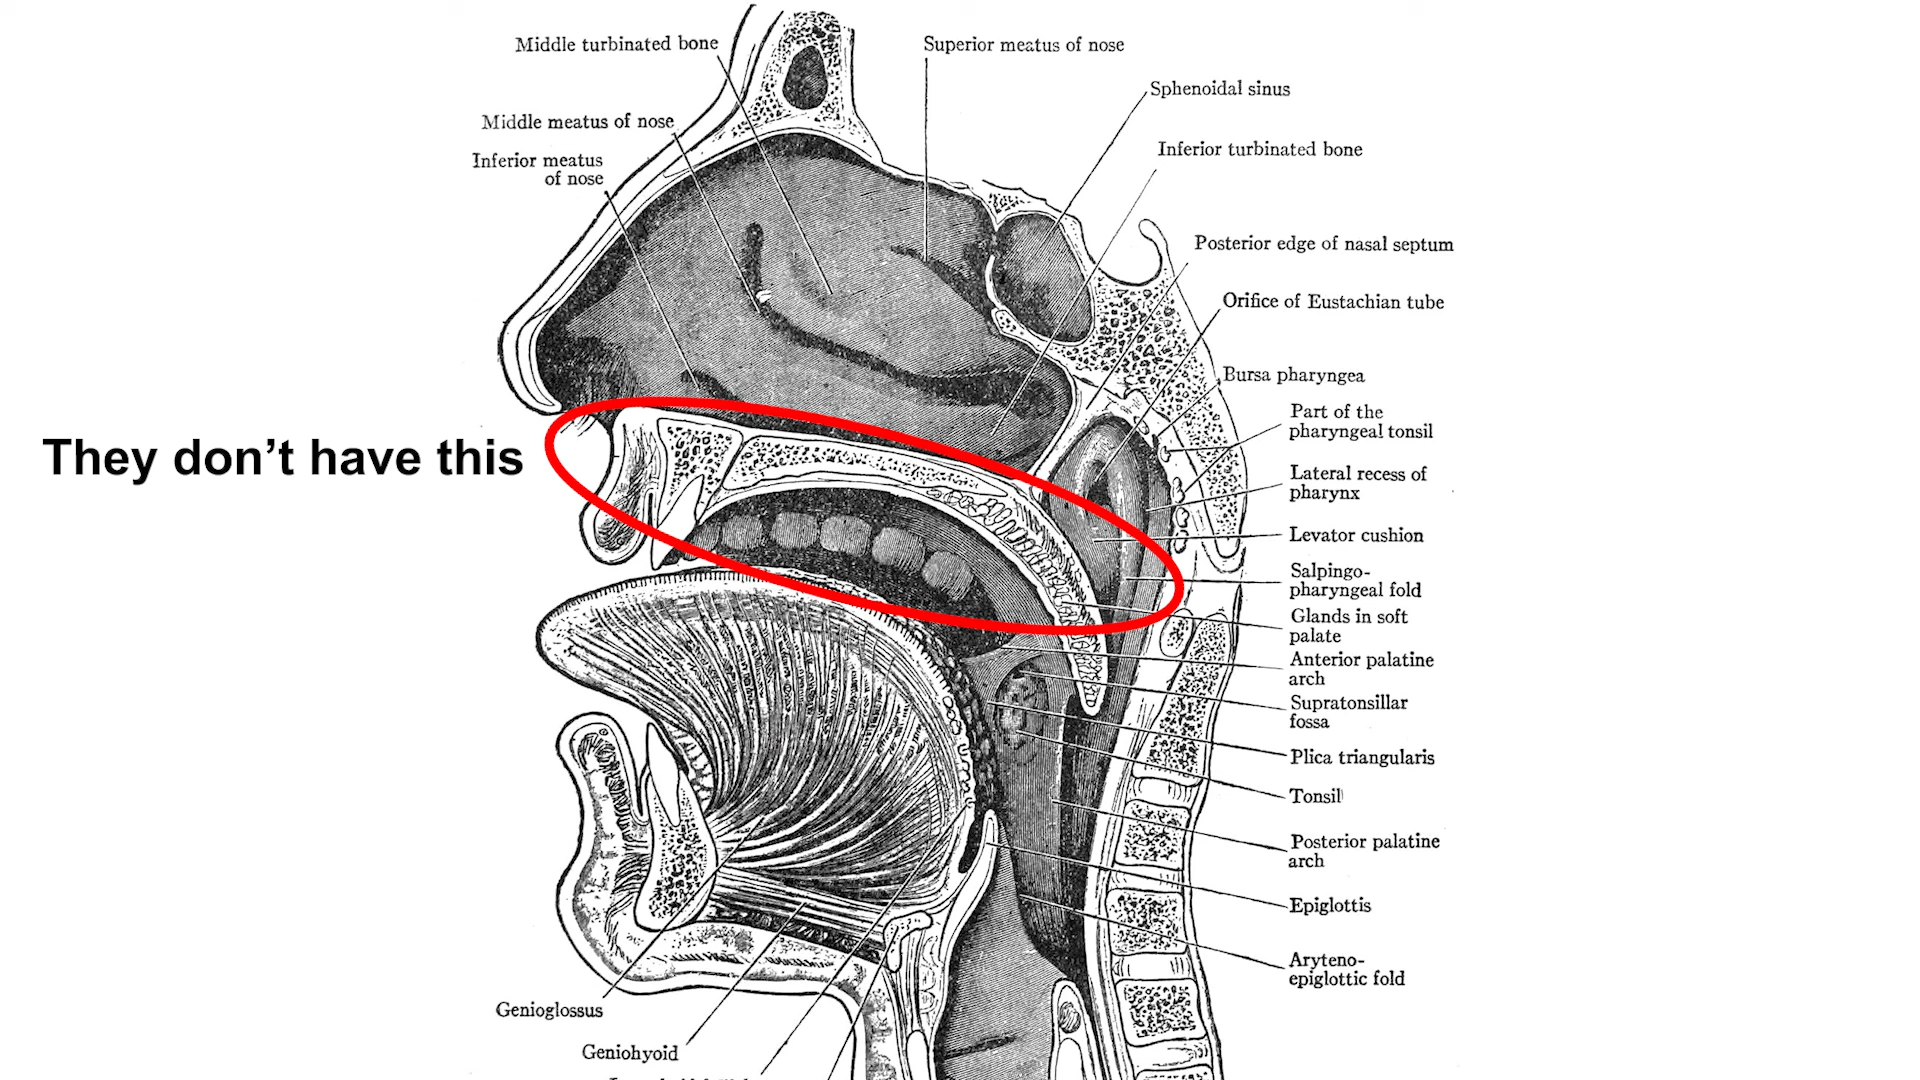 Middle turbinated bone
Superior meatus of nose
Sphenoidal sinus
Middle meatus of nose
Inferior turbinated bone
Inferior meatus
of nose
Posterior edge of nasal septum
Orifice of Eustachian tube
Bursa pharyngea
Part of the
pharyngeal tonsil
They don't have this
Lateral recess of
pharynx
Levator cushion
Salpingo-
pharyngeal fold
Glands in soft
palate
Anterior palatine
arch
Supratonsillar
fossa
Plica triangularis
Tonsil
Posterior palatine
arch
Epiglottis
Aryteno-
epiglottic fold
Genioglossus
Geniohyoid